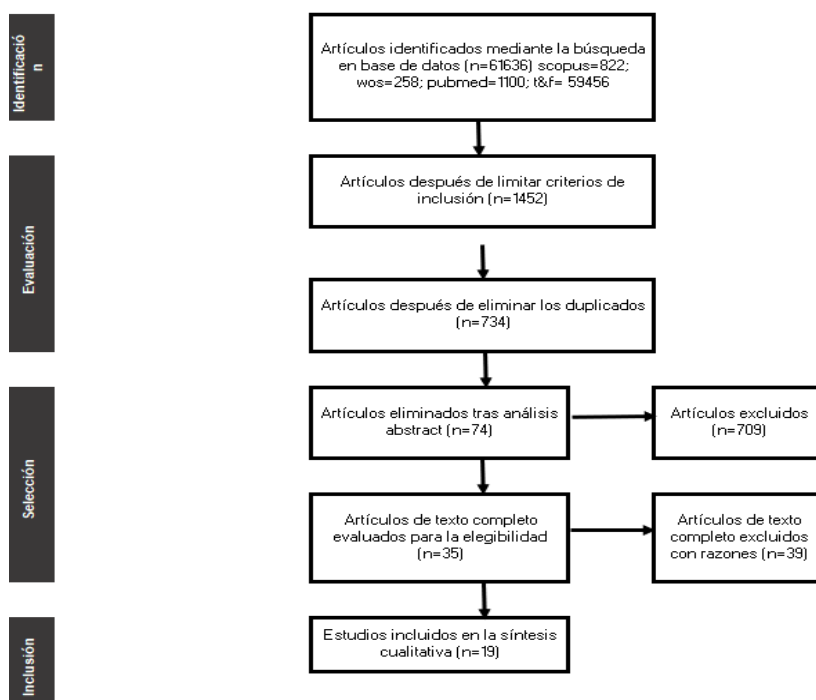 Identificació
n
Artículos identificados mediante la búsqueda
en base de datos (n=61636) scopus=822;
wos=258; pubmed=1100; t&f= 59456
Evaluación
Artículos después de limitar criterios de
inclusión (n=1452)
Artículos después de eliminar los duplicados
(n=734)
Selección
Artículos eliminados tras análisis
abstract (n=74)
Artículos excluidos
(n=709)
Artículos de texto completo
evaluados para la elegibilidad
(n=35)
Artículos de texto
completo excluidos
con razones (n=39)
Inclusión
Estudios incluidos en la síntesis
cualitativa (n=19)